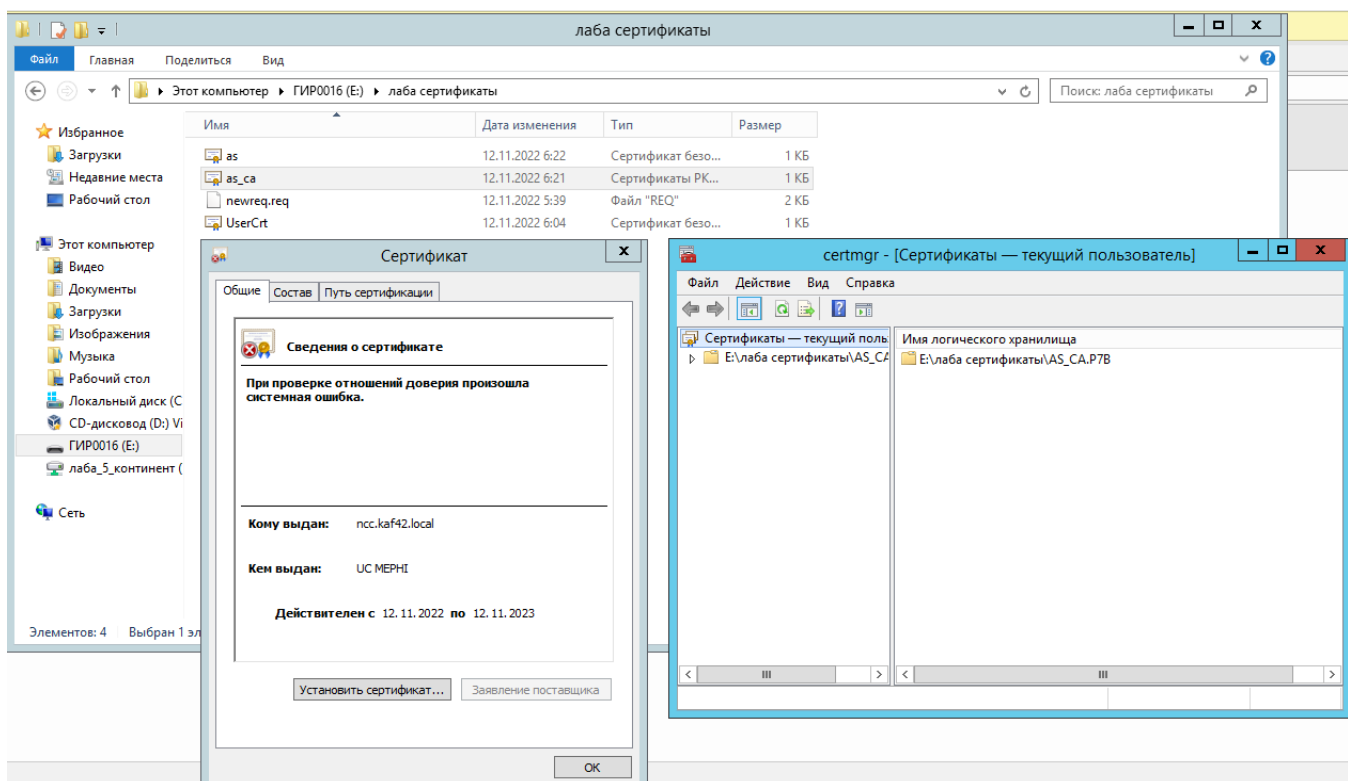 лаба сертификаты
Файл Главная Поделиться Вид
Этот компьютер ▸ ГИР0016 (E:) ▸ лаба сертификаты
Поиск: лаба сертификаты
Имя Дата изменения Тип Размер
Избранное
Загрузки
Недавние места
Рабочий стол
Этот компьютер
Видео
Документы
Загрузки
Изображения
Музыка
Рабочий стол
Локальный диск (C
CD-дисковод (D:) Vi
ГИР0016 (E:)
лаба_5_континент (
Сеть
as 12.11.2022 6:22 Сертификат безо... 1 КБ
as_ca 12.11.2022 6:21 Сертификаты PK... 1 КБ
newreq.req 12.11.2022 5:39 Файл "REQ" 2 КБ
UserCrt 12.11.2022 6:04 Сертификат безо... 1 КБ
Элементов: 4 Выбран 1 эл
Сертификат
Общие Состав Путь сертификации
Сведения о сертификате
При проверке отношений доверия произошла
системная ошибка.
Кому выдан: ncc.kaf42.local
Кем выдан: UC MEPHI
Действителен с 12. 11. 2022 по 12. 11. 2023
Установить сертификат... Заявление поставщика
ОК
certmgr - [Сертификаты — текущий пользователь]
Файл Действие Вид Справка
Сертификаты — текущий поль
E:\лаба сертификаты\AS_CA
Имя логического хранилища
E:\лаба сертификаты\AS_CA.P7B